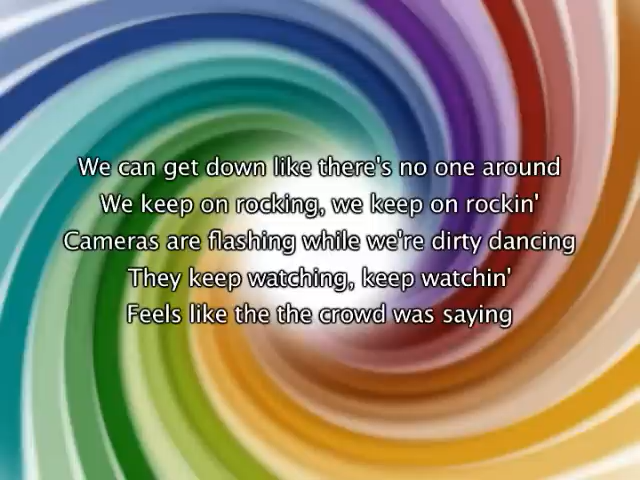 We can get down like there's no one around
We keep on rocking, we keep on rockin'
Cameras are flashing while we're dirty dancing
They keep watching, keep watchin'
Feels like the the crowd was saying